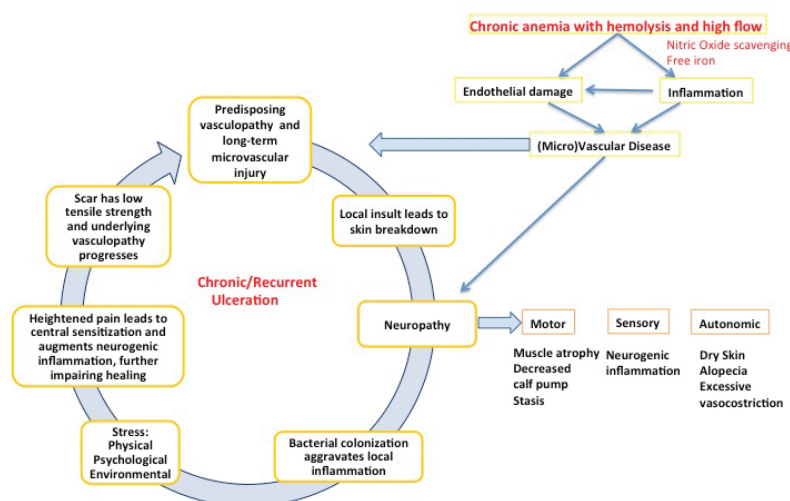 Chronic anemia with hemolysis and high flow
Nitric Oxide scavenging
Free iron
Endothelial damage
Inflammation
(Micro)Vascular Disease
Predisposing
vasculopathy and
long-term
microvascular
injury
Local insult leads to
skin breakdown
Neuropathy
Motor
Muscle atrophy
Decreased
calf pump
Stasis
Sensory
Neurogenic
inflammation
Autonomic
Dry Skin
Alopecia
Excessive
vasocostriction
Bacterial colonization
aggravates local
inflammation
Stress:
Physical
Psychological
Environmental
Heightened pain leads to
central sensitization and
augments neurogenic
inflammation, further
impairing healing
Scar has low
tensile strength
and underlying
vasculopathy
progresses
Chronic/Recurrent
Ulceration